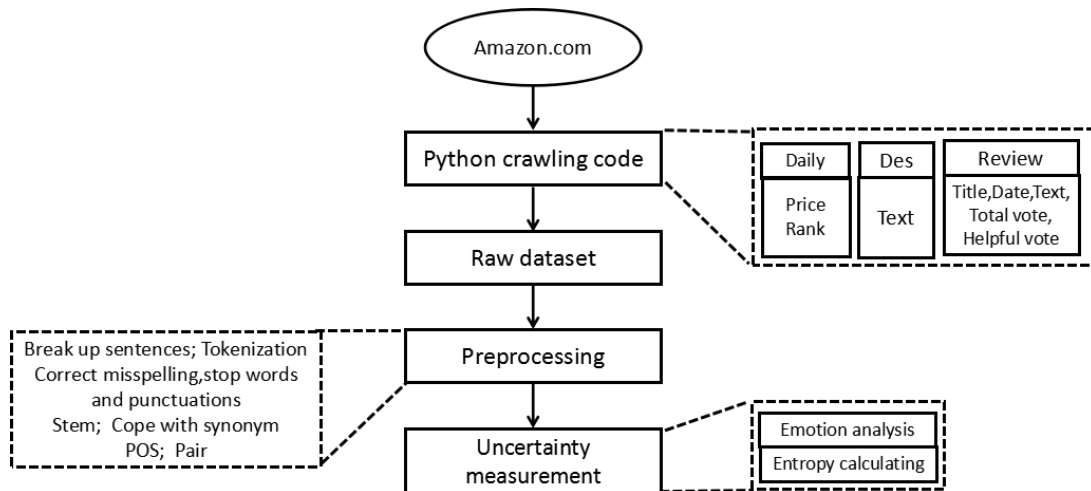 Amazon.com
Python crawling code
Daily
Des
Review
Price
Rank
Text
Title,Date,Text,
Total vote,
Helpful vote
Raw dataset
Preprocessing
Break up sentences; Tokenization
Correct misspelling,stop words
and punctuations
Stem; Cope with synonym
POS; Pair
Uncertainty
measurement
Emotion analysis
Entropy calculating